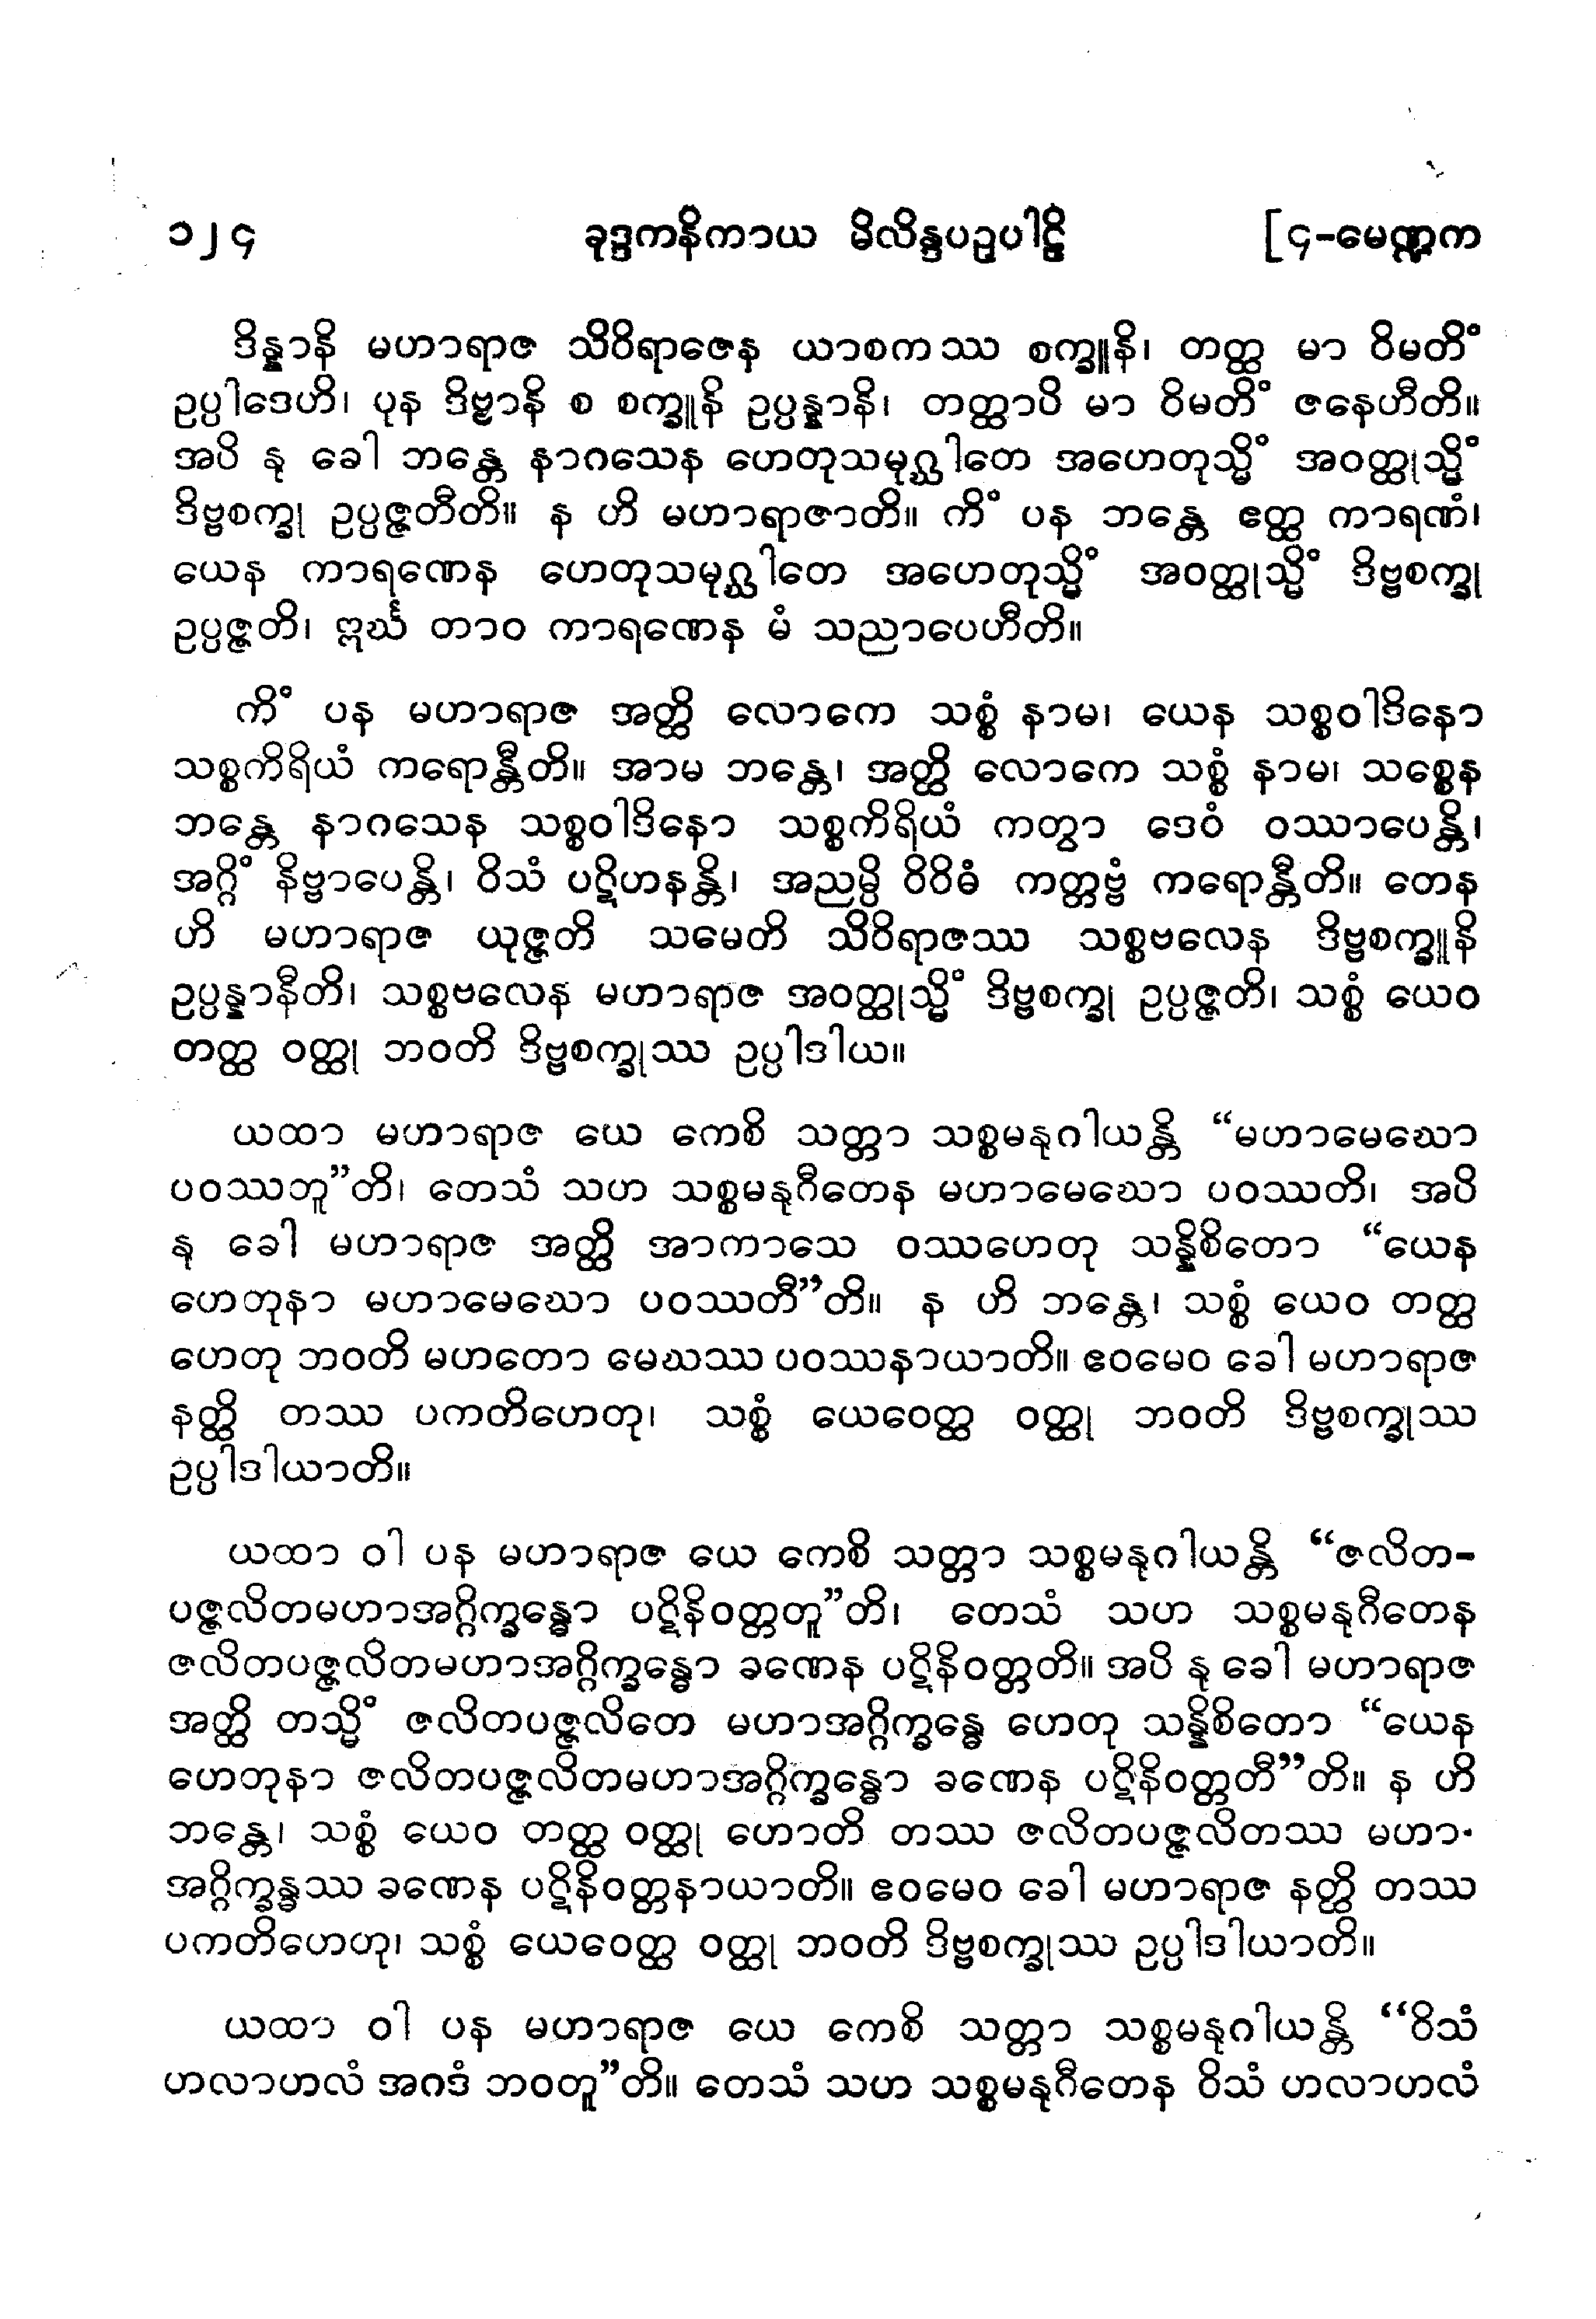 ၁၂၄ ခုဒ္ဒကနိကာယ မိလိန္ဒပဉှပါဠိ [၄-မေဏ္ဍက
ဒိန္နာနိ မဟာရာဇ သိဝိရာဇေန ယာစကဿ စက္ခူနိ၊ တတ္ထ မာ ဝိမတိံ
ဥပ္ပါဒေဟိ၊ ပုန ဒိဗ္ဗာနိ စ စက္ခူနိ ဥပ္ပန္နာနိ၊ တတ္ထာပိ မာ ဝိမတိံ ဇနေဟီတိ။
အပိ နု ခေါ ဘန္တေ နာဂသေန ဟေတုသမုဂ္ဃါတေ အဟေတုသ္မိံ အဝတ္ထုသ္မိံ
ဒိဗ္ဗစက္ခု ဥပ္ပဇ္ဇတီတိ။ န ဟိ မဟာရာဇာတိ။ ကိံ ပန ဘန္တေ ဧတ္ထ ကာရဏံ၊
ယေန ကာရဏေန ဟေတုသမုဂ္ဃါတေ အဟေတုသ္မိံ အဝတ္ထုသ္မိံ ဒိဗ္ဗစက္ခု
ဥပ္ပဇ္ဇတိ၊ ဣင်္ဃ တာဝ ကာရဏေန မံ သညာပေဟီတိ။
ကိံ ပန မဟာရာဇ အတ္ထိ လောကေ သစ္စံ နာမ၊ ယေန သစ္စဝါဒိနော
သစ္စကိရိယံ ကရောန္တီတိ။ အာမ ဘန္တေ၊ အတ္ထိ လောကေ သစ္စံ နာမ၊ သစ္စေန
ဘန္တေ နာဂသေန သစ္စဝါဒိနော သစ္စကိရိယံ ကတွာ ဒေဝံ ဝဿာပေန္တိ၊
အဂ္ဂိံ နိဗ္ဗာပေန္တိ၊ ဝိသံ ပဋိဟနန္တိ၊ အညမ္ပိ ဝိဝိဓံ ကတ္တဗ္ဗံ ကရောန္တီတိ။ တေန
ဟိ မဟာရာဇ ယုဇ္ဇတိ သမေတိ သိဝိရာဇဿ သစ္စဗလေန ဒိဗ္ဗစက္ခူနိ
ဥပ္ပန္နာနီတိ၊ သစ္စဗလေန မဟာရာဇ အဝတ္ထုသ္မိံ ဒိဗ္ဗစက္ခု ဥပ္ပဇ္ဇတိ၊ သစ္စံ ယေဝ
တတ္ထ ဝတ္ထု ဘဝတိ ဒိဗ္ဗစက္ခုဿ ဥပ္ပါဒါယ။
ယထာ မဟာရာဇ ယေ ကေစိ သတ္တာ သစ္စမနုဂါယန္တိ “မဟာမေဃော
ပဝဿတူ”တိ၊ တေသံ သဟ သစ္စမနုဂီတေန မဟာမေဃော ပဝဿတိ၊ အပိ
နု ခေါ မဟာရာဇ အတ္ထိ အာကာသေ ဝဿဟေတု သန္နိစိတော “ယေန
ဟေတုနာ မဟာမေဃော ပဝဿတီ”တိ။ န ဟိ ဘန္တေ၊ သစ္စံ ယေဝ တတ္ထ
ဟေတု ဘဝတိ မဟတော မေဃဿ ပဝဿနာယာတိ။ ဧဝမေဝ ခေါ မဟာရာဇ
နတ္ထိ တဿ ပကတိဟေတု၊ သစ္စံ ယေဝေတ္ထ ဝတ္ထု ဘဝတိ ဒိဗ္ဗစက္ခုဿ
ဥပ္ပါဒါယာတိ။
ယထာ ဝါ ပန မဟာရာဇ ယေ ကေစိ သတ္တာ သစ္စမနုဂါယန္တိ “ဇလိတ-
ပဇ္ဇလိတမဟာအဂ္ဂိက္ခန္ဓော ပဋိနိဝတ္တတူ”တိ၊ တေသံ သဟ သစ္စမနုဂီတေန
ဇလိတပဇ္ဇလိတမဟာအဂ္ဂိက္ခန္ဓော ခဏေန ပဋိနိဝတ္တတိ။ အပိ နု ခေါ မဟာရာဇ
အတ္ထိ တသ္မိံ ဇလိတပဇ္ဇလိတေ မဟာအဂ္ဂိက္ခန္ဓေ ဟေတု သန္နိစိတော “ယေန
ဟေတုနာ ဇလိတပဇ္ဇလိတမဟာအဂ္ဂိက္ခန္ဓော ခဏေန ပဋိနိဝတ္တတီ”တိ။ န ဟိ
ဘန္တေ၊ သစ္စံ ယေဝ တတ္ထ ဝတ္ထု ဟောတိ တဿ ဇလိတပဇ္ဇလိတဿ မဟာ-
အဂ္ဂိက္ခန္ဓဿ ခဏေန ပဋိနိဝတ္တနာယာတိ။ ဧဝမေဝ ခေါ မဟာရာဇ နတ္ထိ တဿ
ပကတိဟေတု၊ သစ္စံ ယေဝေတ္ထ ဝတ္ထု ဘဝတိ ဒိဗ္ဗစက္ခုဿ ဥပ္ပါဒါယာတိ။
ယထာ ဝါ ပန မဟာရာဇ ယေ ကေစိ သတ္တာ သစ္စမနုဂါယန္တိ “ဝိသံ
ဟလာဟလံ အဂဒံ ဘဝတူ”တိ။ တေသံ သဟ သစ္စမနုဂီတေန ဝိသံ ဟလာဟလံ